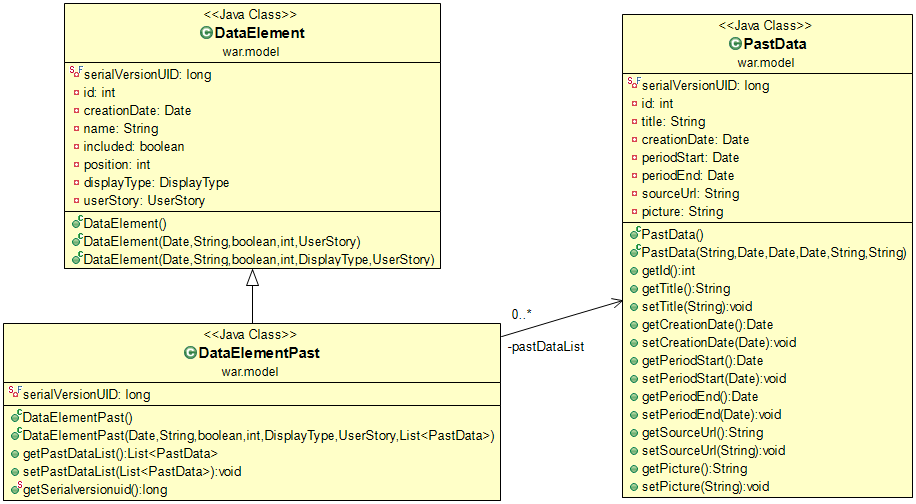 <<Java Class>>
DataElement
war.model
serialVersionUID: long
id: int
creationDate: Date
name: String
included: boolean
position: int
displayType: DisplayType
userStory: UserStory
DataElement()
DataElement(Date,String,boolean,int,UserStory)
DataElement(Date,String,boolean,int,DisplayType,UserStory)
<<Java Class>>
PastData
war.model
serialVersionUID: long
id: int
title: String
creationDate: Date
periodStart: Date
periodEnd: Date
sourceUrl: String
picture: String
PastData()
PastData(String,Date,Date,Date,String,String)
getId():int
getTitle():String
setTitle(String):void
getCreationDate():Date
setCreationDate(Date):void
getPeriodStart():Date
setPeriodStart(Date):void
getPeriodEnd():Date
setPeriodEnd(Date):void
getSourceUrl():String
setSourceUrl(String):void
getPicture():String
setPicture(String):void
0..*
-pastDataList
<<Java Class>>
DataElementPast
war.model
serialVersionUID: long
DataElementPast()
DataElementPast(Date,String,boolean,int,DisplayType,UserStory,List<PastData>)
getPastDataList():List<PastData>
setPastDataList(List<PastData>):void
getSerialversionuid():long